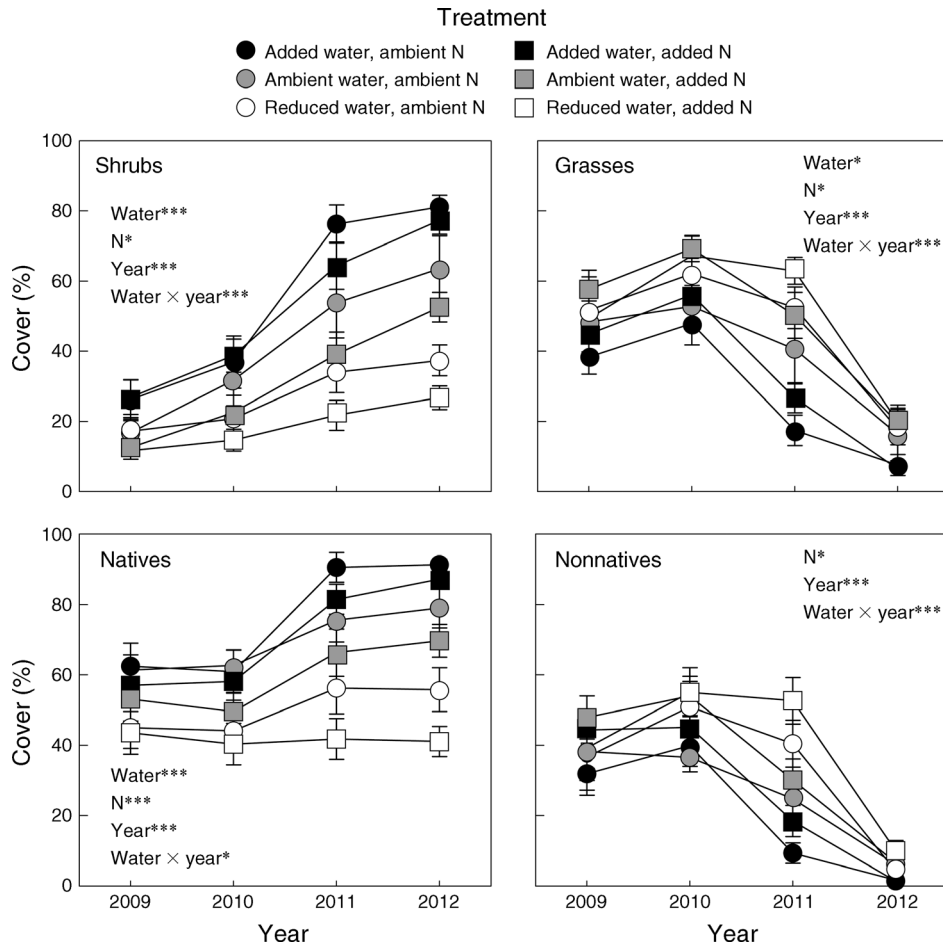 Treatment
Added water, ambient N
Added water, added N
Ambient water, ambient N
Ambient water, added N
Reduced water, ambient N
Reduced water, added N
100
80
60
40
20
0
Cover (%)
Shrubs
Water***
N*
Year***
Water × year***
Grasses
Water*
N*
Year***
Water × year***
100
80
60
40
20
0
Cover (%)
Natives
Water***
N***
Year***
Water × year*
Nonnatives
N*
Year***
Water × year***
2009 2010 2011 2012
2009 2010 2011 2012
Year
Year